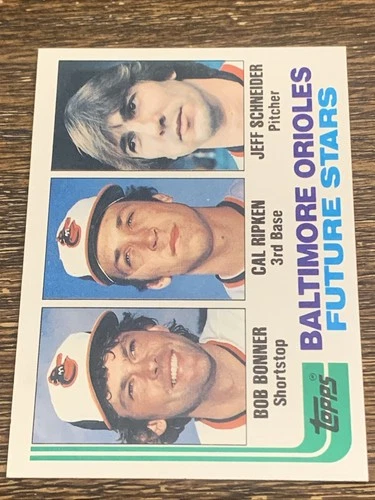 BOB BONNER
Shortstop
CAL RIPKEN
3rd Base
JEFF SCHNEIDER
Pitcher
TOPPS®
BALTIMORE ORIOLES
FUTURE STARS